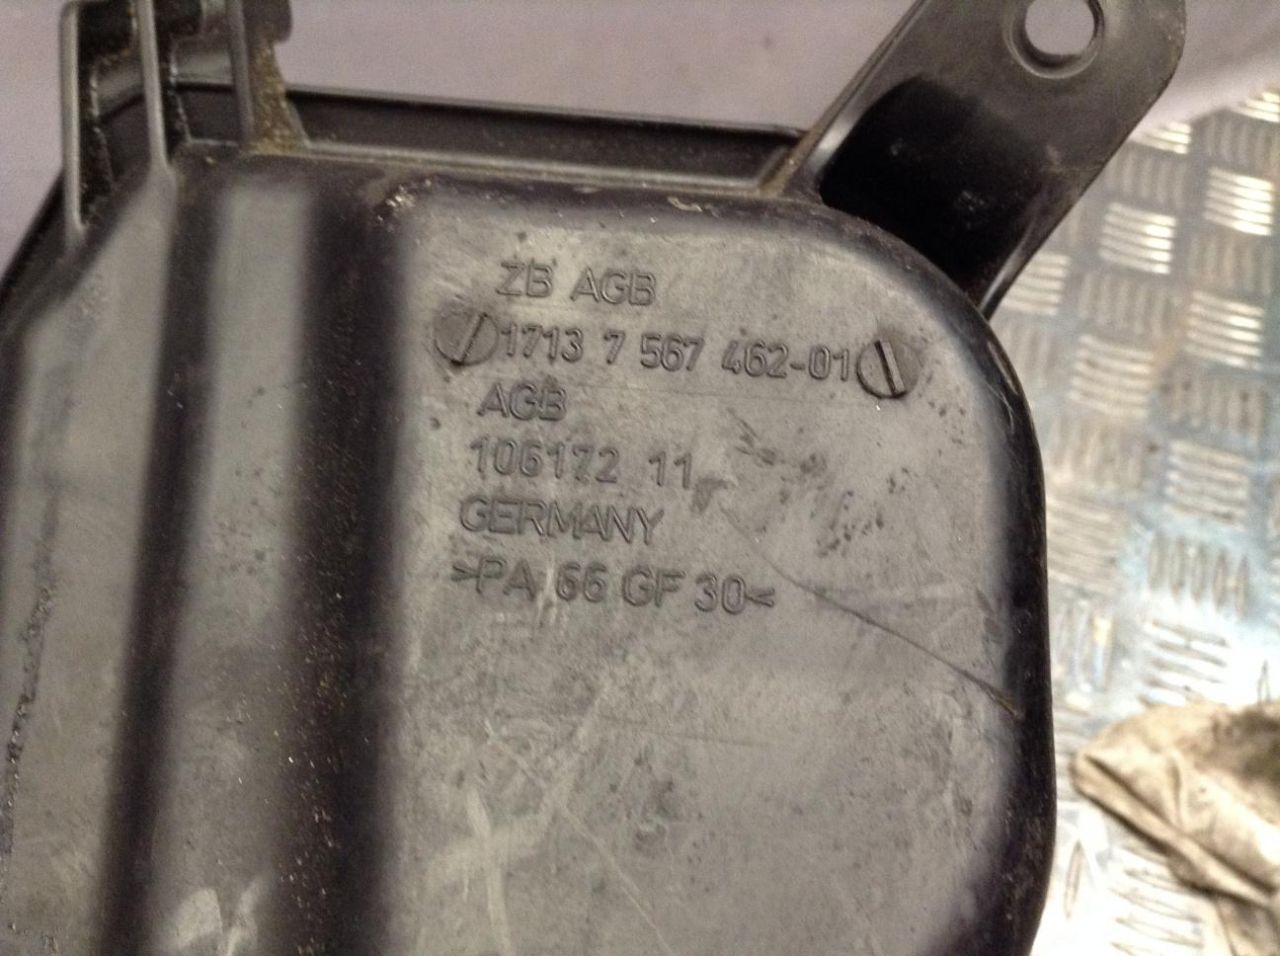 ZB AGB
1713 7 567 462-01
AGB
106172 11
GERMANY
>PA 66 GF 30<